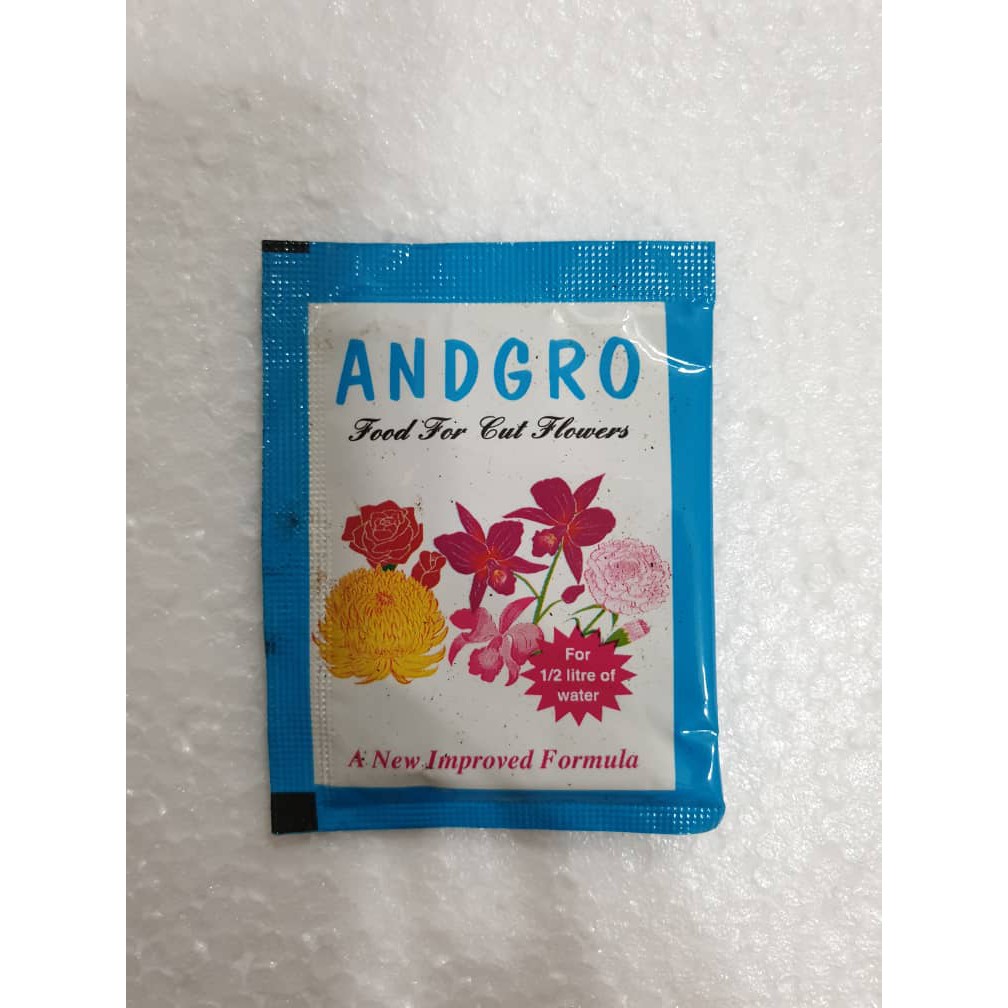 ANDGRO
Food For Cut Flowers
For
1/2 litre of
water
A New Improved Formula